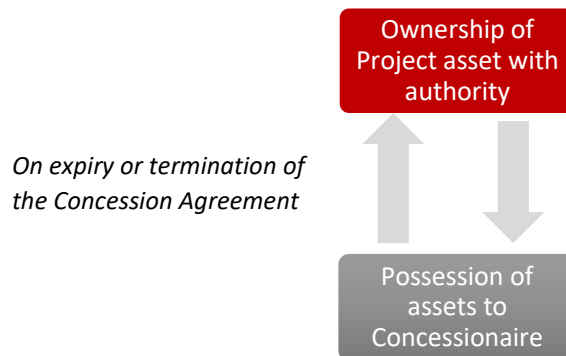 Ownership of
Project asset with
authority
On expiry or termination of
the Concession Agreement
Possession of
assets to
Concessionaire